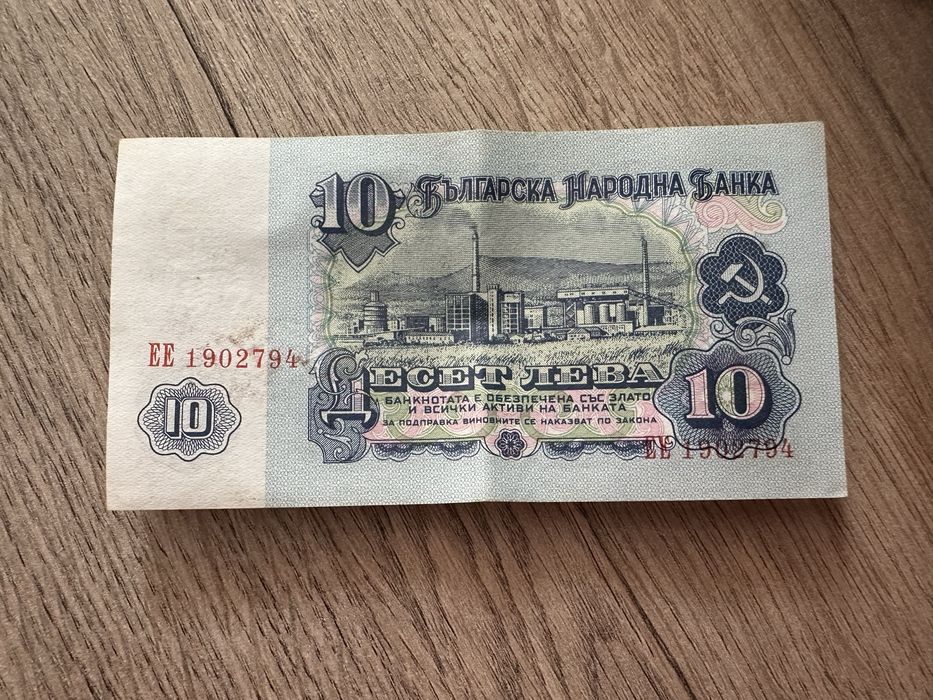 10 БЪЛГАРСКА НАРОДНА БАНКА
ЕЕ 1902794
10
ДЕСЕТ ЛЕВА
БАНКНОТАТА Е ОБЕЗПЕЧЕНА СЪС ЗЛАТО
И ВСИЧКИ АКТИВИ НА БАНКАТА
ЗА ПОДПРАВКА ВИНОВНИТЕ СЕ НАКАЗВАТ ПО ЗАКОНА
10
ЕЕ 1902794